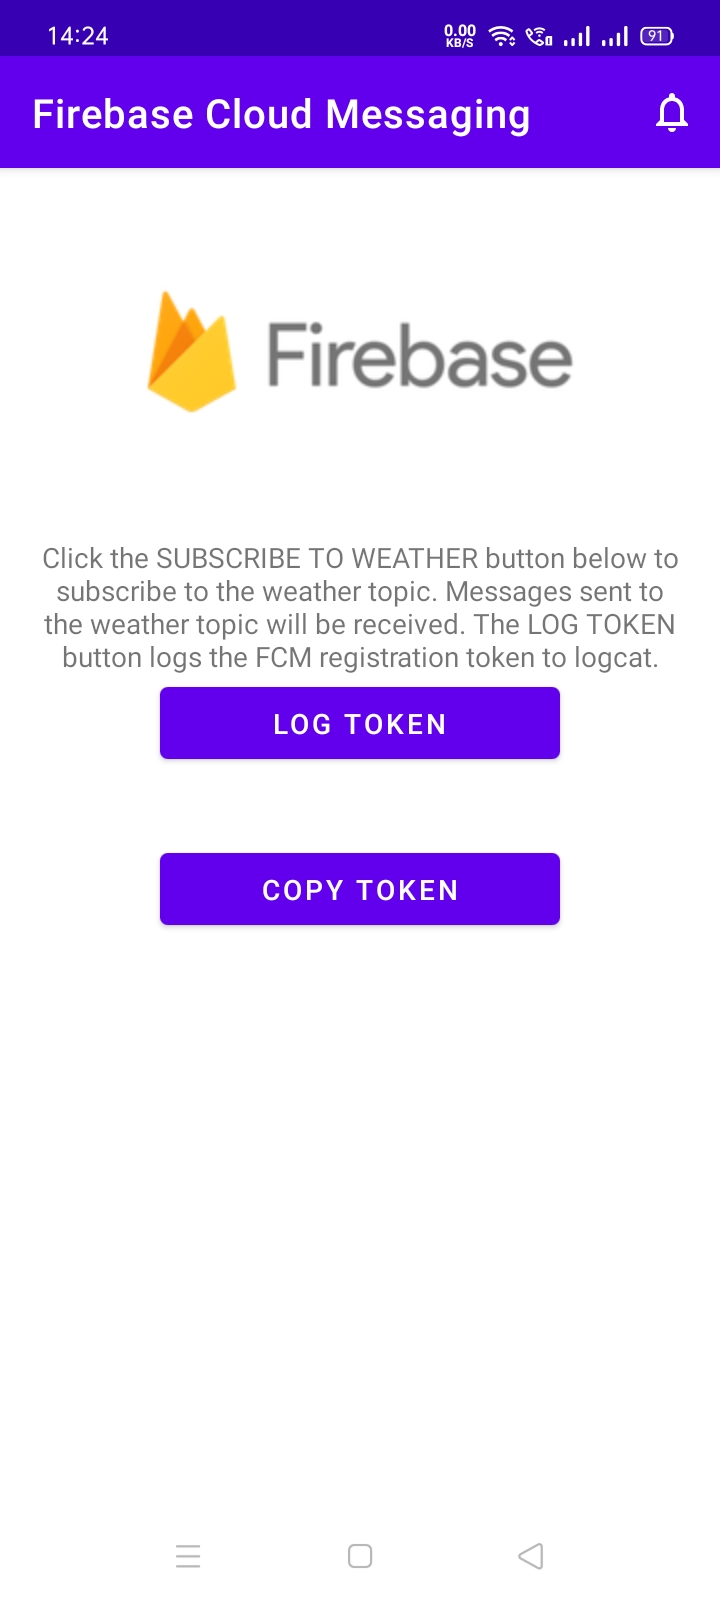 14:24
0.00
KB/S
91
Firebase Cloud Messaging
Firebase
Click the SUBSCRIBE TO WEATHER button below to
subscribe to the weather topic. Messages sent to
the weather topic will be received. The LOG TOKEN
button logs the FCM registration token to logcat.
LOG TOKEN
COPY TOKEN